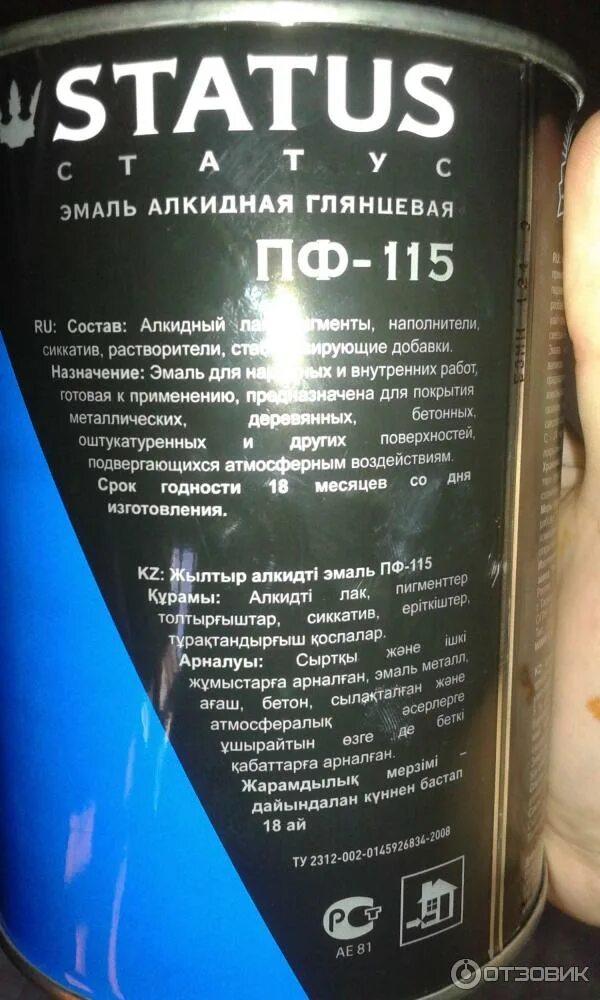 STATUS
СТАТУС
ЭМАЛЬ АЛКИДНАЯ ГЛЯНЦЕВАЯ
ПФ-115
RU: Состав: Алкидный наполнители,
сиккатив, растворители, добавки.
Назначение: Эмаль для и внутренних работ,
готовая к применению, предназначена для покрытия
металлических, деревянных, бетонных,
оштукатуренных и других поверхностей,
подвергающихся атмосферным воздействиям.
Срок годности 18 месяцев со дня
изготовления.
KZ: Жылтыр алкидті эмаль ПФ-115
Құрамы: Алкидті лак, пигменттер
толтырғыштар, сиккатив, еріткіштер,
тұрақтандырғыш қоспалар.
Арналуы: Сыртқы және ішкі
жұмыстарға арналған, эмаль металл,
ағаш, бетон, сылақталған және
атмосфералық әсерлерге
ұшырайтын өзге де беткі
қабаттарға арналған.
Жарамдылық мерзімі –
дайындалан күннен бастап
18 ай
ТУ 2312-002-0145926834-2008
РСТ
АЕ 81
ОТЗОВИК